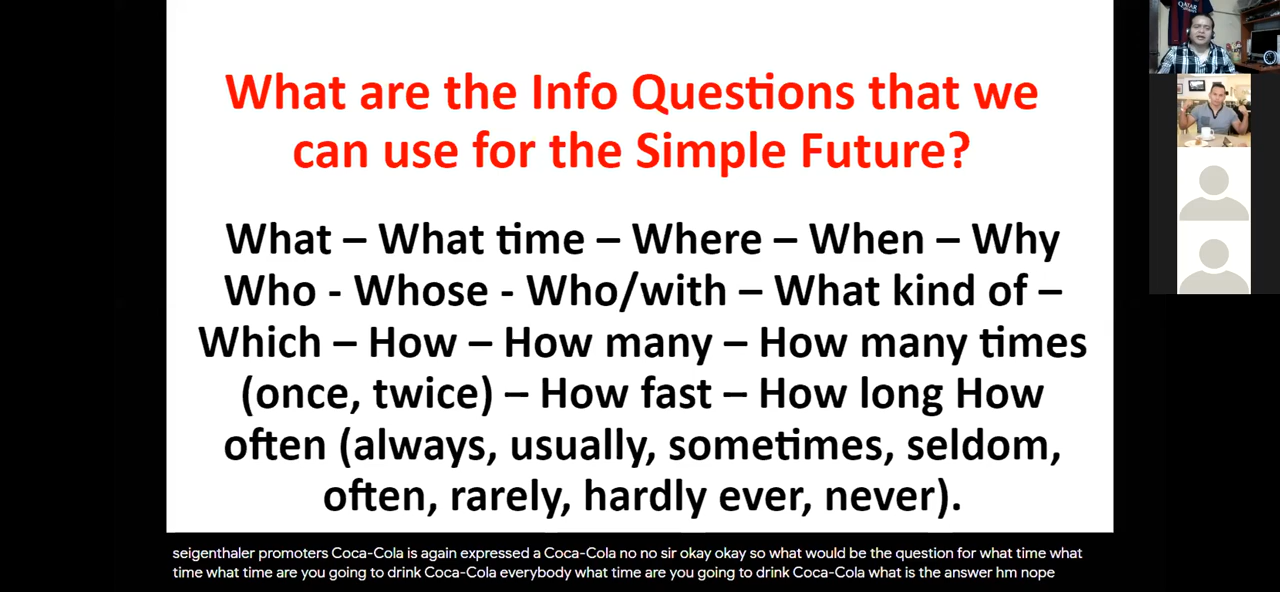 What are the Info Questions that we
can use for the Simple Future?
What – What time – Where – When – Why
Who - Whose - Who/with – What kind of –
Which – How – How many – How many times
(once, twice) – How fast – How long How
often (always, usually, sometimes, seldom,
often, rarely, hardly ever, never).
seigenthaler promoters Coca-Cola is again expressed a Coca-Cola no no sir okay okay so what would be the question for what time what
time what time are you going to drink Coca-Cola everybody what time are you going to drink Coca-Cola what is the answer hm nope
QATAR